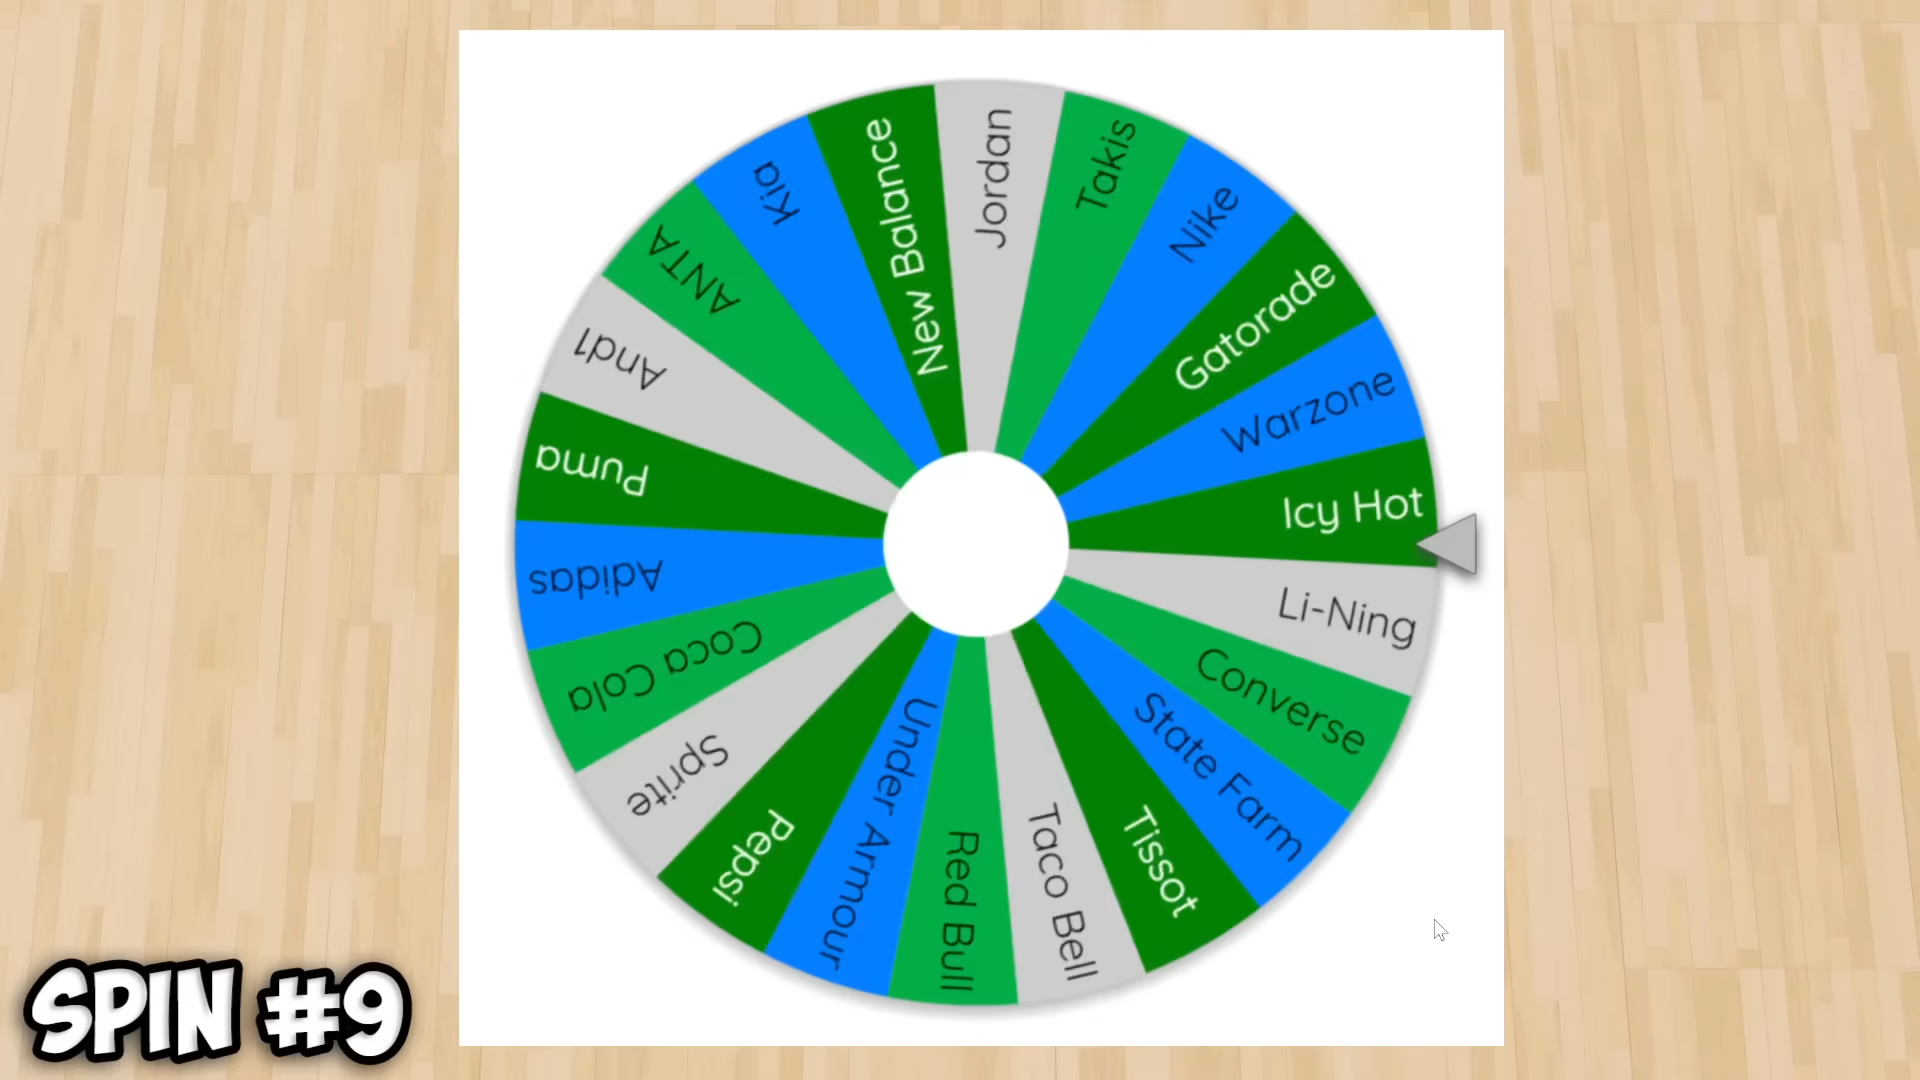 Jordan
Takis
Nike
Gatorade
Warzone
Icy Hot
Li-Ning
Converse
State Farm
Tissot
Taco Bell
Red Bull
Under Armour
Pepsi
Sprite
Coca Cola
Adidas
Puma
And1
ANTA
Kia
New Balance
SPIN #9